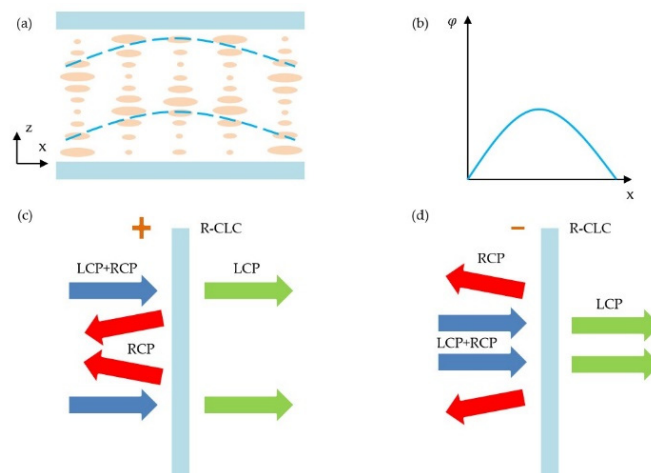 (a)
z
x
(b)
φ
x
(c)
+
R-CLC
LCP+RCP
LCP
RCP
(d)
−
R-CLC
RCP
LCP
LCP+RCP